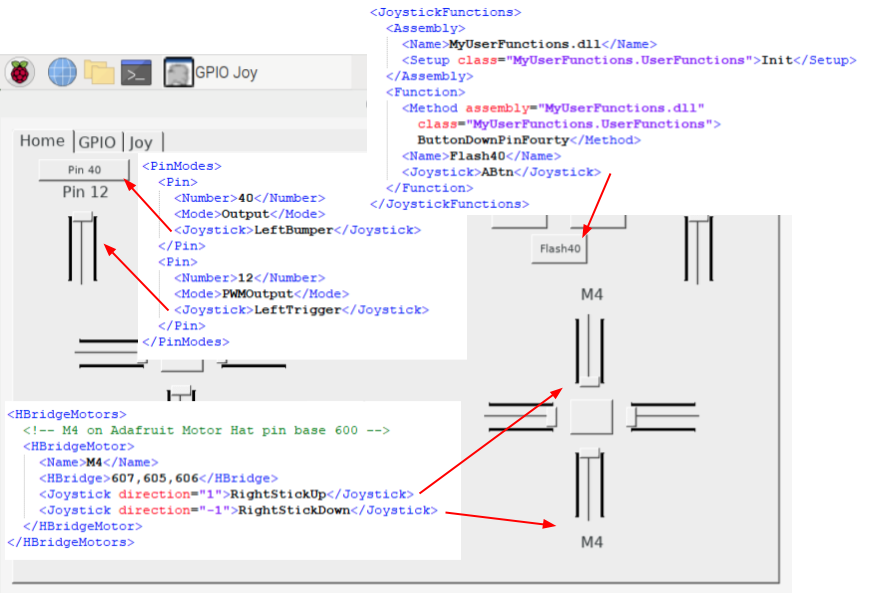 <JoystickFunctions>
<Assembly>
<Name>MyUserFunctions.dll</Name>
<Setup class="MyUserFunctions.UserFunctions">Init</Setup>
</Assembly>
<Function>
<Method assembly="MyUserFunctions.dll"
class="MyUserFunctions.UserFunctions">
ButtonDownPinFourty</Method>
<Name>Flash40</Name>
<Joystick>ABtn</Joystick>
</Function>
</JoystickFunctions>
GPIO Joy
Home GPIO Joy
Pin 40
Pin 12
<PinModes>
<Pin>
<Number>40</Number>
<Mode>Output</Mode>
<Joystick>LeftBumper</Joystick>
</Pin>
<Pin>
<Number>12</Number>
<Mode>PWMOutput</Mode>
<Joystick>LeftTrigger</Joystick>
</Pin>
</PinModes>
Flash40
M4
<HBridgeMotors>
<!-- M4 on Adafruit Motor Hat pin base 600 -->
<HBridgeMotor>
<Name>M4</Name>
<HBridge>607,605,606</HBridge>
<Joystick direction="1">RightStickUp</Joystick>
<Joystick direction="-1">RightStickDown</Joystick>
</HBridgeMotor>
</HBridgeMotors>
M4